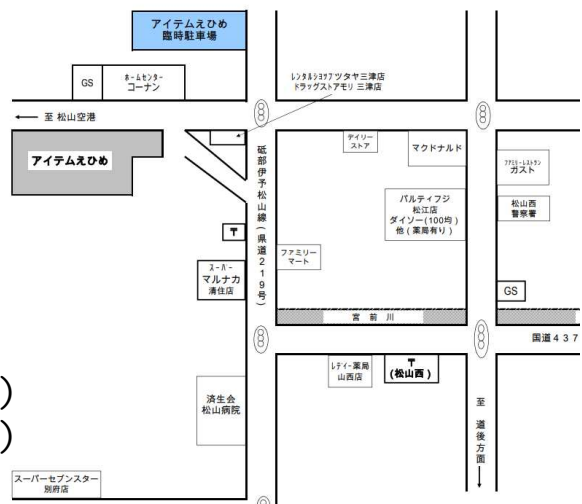 アイテムえひめ
臨時駐車場
GS
ホームセンター
コーナン
レンタルショップツタヤ三津店
ドラッグストアモリ 三津店
← 至 松山空港
アイテムえひめ
デイリー
ストア
マクドナルド
ファミリーレストラン
ガスト
砥部伊予松山線(県道219号)
パルティフジ
松江店
ダイソー(100均)
他(薬局有り)
松山西
警察署
〒
ファミリー
マート
スーパー
マルナカ
清住店
GS
宮前川
国道437
レデイ薬局
山西店
〒
(松山西)
済生会
松山病院
)
)
至 道後方面
スーパーセブンスター
別府店